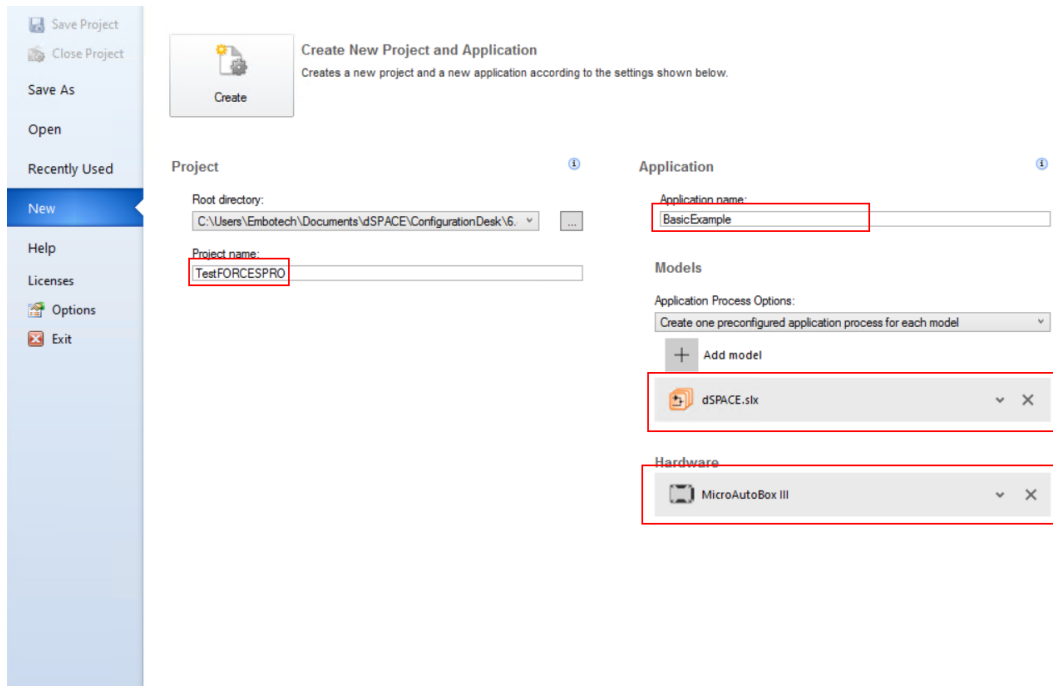 Save Project
Close Project
Save As
Open
Recently Used
New
Help
Licenses
Options
Exit
Create
Create New Project and Application
Creates a new project and a new application according to the settings shown below.
Project
Root directory:
C:\Users\Embotech\Documents\dSPACE\ConfigurationDesk\6.
...
Project name:
TestFORCESPRO
Application
Application name:
BasicExample
Models
Application Process Options:
Create one preconfigured application process for each model
Add model
dSPACE.slx
Hardware
MicroAutoBox III